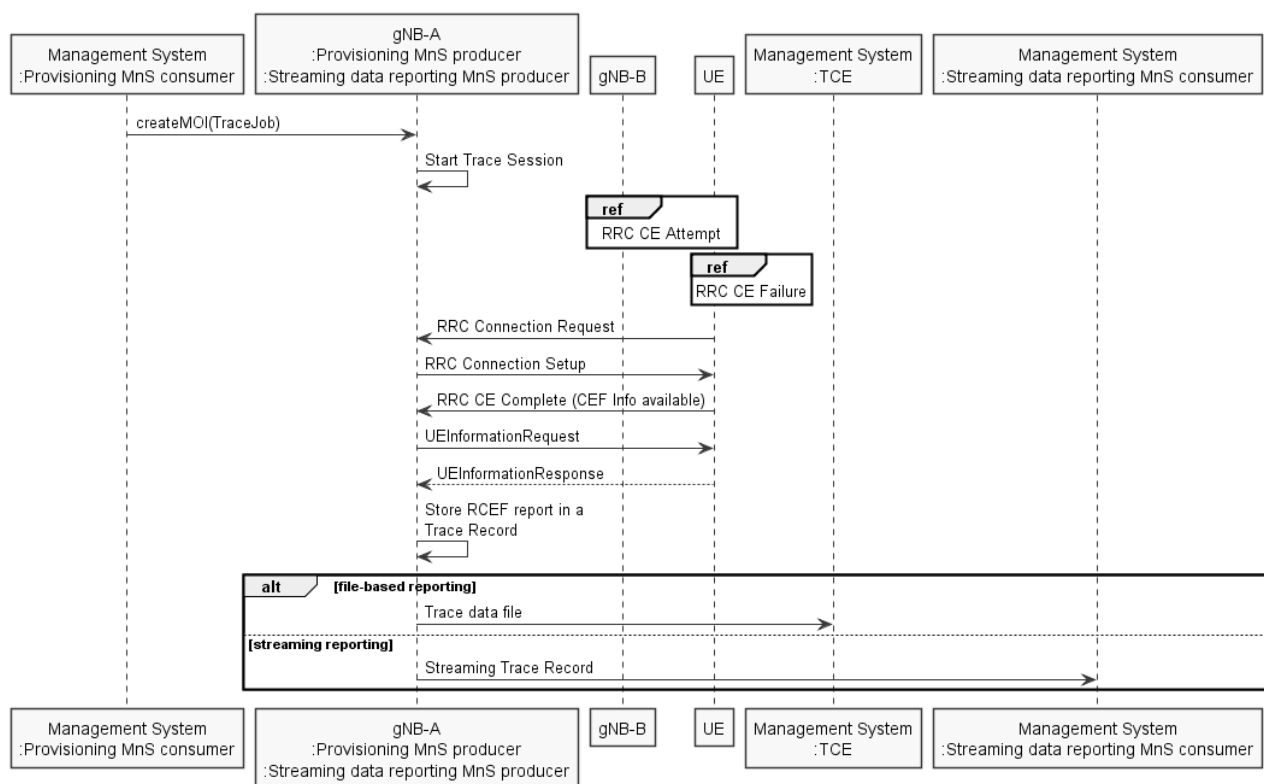 Management System
:Provisioning MnS consumer
gNB-A
:Provisioning MnS producer
:Streaming data reporting MnS producer
gNB-B
UE
Management System
:TCE
Management System
:Streaming data reporting MnS consumer
createMOI(TraceJob)
Start Trace Session
ref
RRC CE Attempt
ref
RRC CE Failure
RRC Connection Request
RRC Connection Setup
RRC CE Complete (CEF Info available)
UEInformationRequest
UEInformationResponse
Store RCEF report in a
Trace Record
alt [file-based reporting]
Trace data file
[streaming reporting]
Streaming Trace Record
Management System
:Provisioning MnS consumer
gNB-A
:Provisioning MnS producer
:Streaming data reporting MnS producer
gNB-B
UE
Management System
:TCE
Management System
:Streaming data reporting MnS consumer